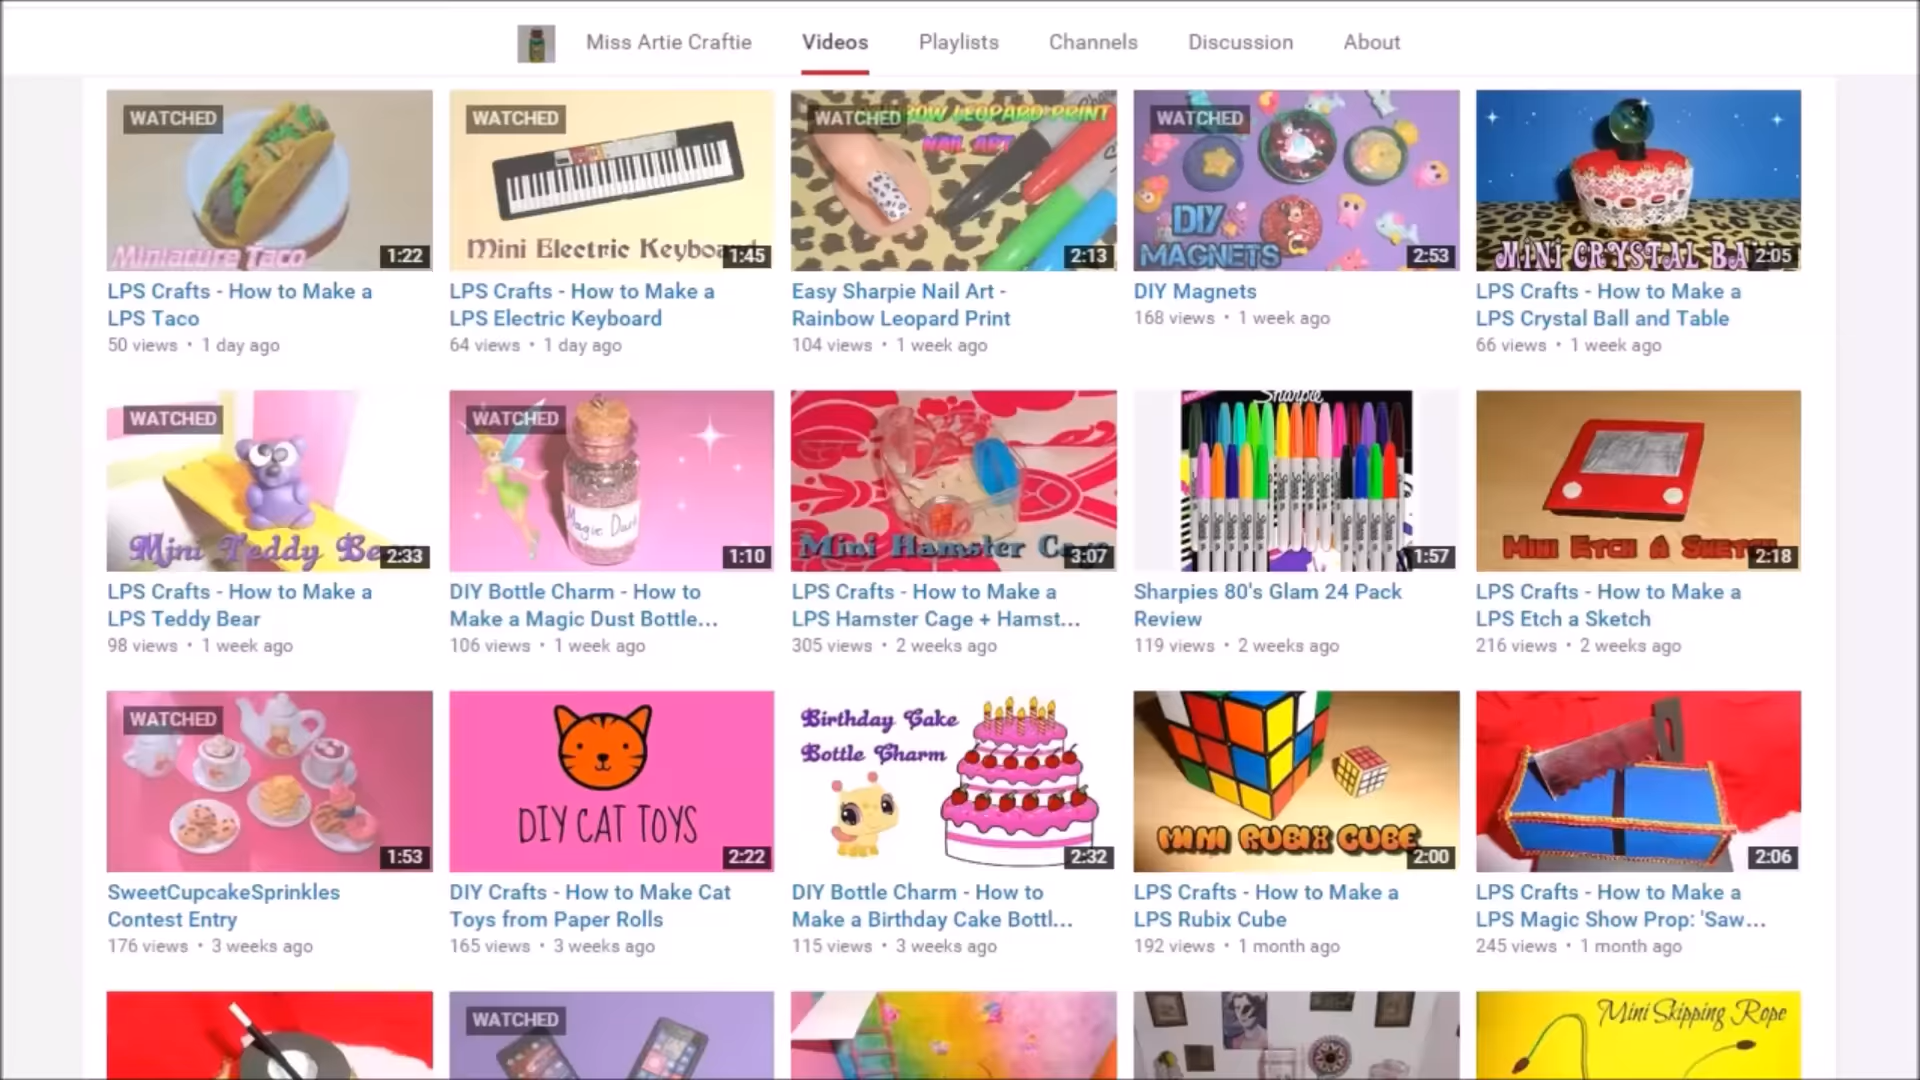 Miss Artie Craftie
Videos
Playlists
Channels
Discussion
About
WATCHED
Miniature Taco
1:22
LPS Crafts - How to Make a
LPS Taco
50 views • 1 day ago
WATCHED
Mini Electric Keyboard
1:45
LPS Crafts - How to Make a
LPS Electric Keyboard
64 views • 1 day ago
WATCHED
LEOPARD PRINT
NAIL ART
2:13
Easy Sharpie Nail Art -
Rainbow Leopard Print
104 views • 1 week ago
WATCHED
DIY
MAGNETS
2:53
DIY Magnets
168 views • 1 week ago
MINI CRYSTAL BA
2:05
LPS Crafts - How to Make a
LPS Crystal Ball and Table
66 views • 1 week ago
WATCHED
Mini Teddy Be
2:33
LPS Crafts - How to Make a
LPS Teddy Bear
98 views • 1 week ago
WATCHED
Magic Dust
1:10
DIY Bottle Charm - How to
Make a Magic Dust Bottle...
106 views • 1 week ago
Mini Hamster Cage
3:07
LPS Crafts - How to Make a
LPS Hamster Cage + Hamst...
305 views • 2 weeks ago
Sharpie
1:57
Sharpies 80's Glam 24 Pack
Review
119 views • 2 weeks ago
Mini Etch A Sketch
2:18
LPS Crafts - How to Make a
LPS Etch a Sketch
216 views • 2 weeks ago
WATCHED
1:53
SweetCupcakeSprinkles
Contest Entry
176 views • 3 weeks ago
DIY CAT TOYS
2:22
DIY Crafts - How to Make Cat
Toys from Paper Rolls
165 views • 3 weeks ago
Birthday Cake
Bottle Charm
2:32
DIY Bottle Charm - How to
Make a Birthday Cake Bottl...
115 views • 3 weeks ago
MINI RUBIX CUBE
2:00
LPS Crafts - How to Make a
LPS Rubix Cube
192 views • 1 month ago
2:06
LPS Crafts - How to Make a
LPS Magic Show Prop: 'Saw...
245 views • 1 month ago
WATCHED
Mini Skipping Rope